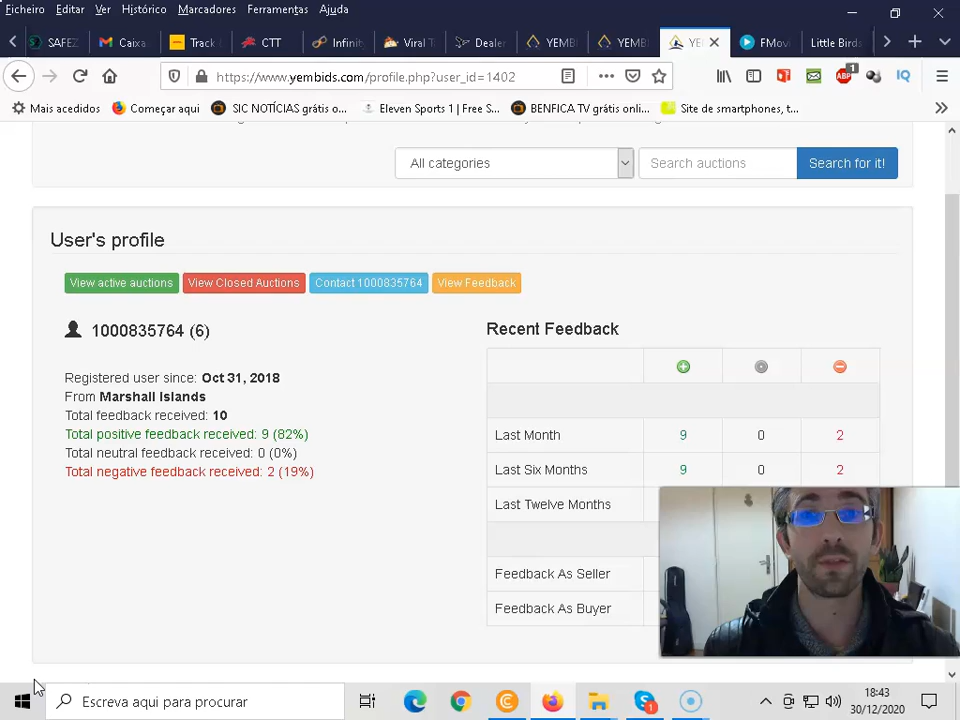 Ficheiro Editar Ver Histórico Marcadores Ferramentas Ajuda
SAFEZ Caixa Track CTT Infinit Viral T Dealer YEMB YEMB YE FMovi Little Birds
https://www.yembids.com/profile.php?user_id=1402
1
ABP
IQ
Mais acedidos Começar aqui SIC NOTÍCIAS grátis o... Eleven Sports 1 | Free S... BENFICA TV grátis onli... Site de smartphones, t...
All categories Search auctions Search for it!
User's profile
View active auctions View Closed Auctions Contact 1000835764 View Feedback
1000835764 (6)
Registered user since: Oct 31, 2018
From Marshall Islands
Total feedback received: 10
Total positive feedback received: 9 (82%)
Total neutral feedback received: 0 (0%)
Total negative feedback received: 2 (19%)
Recent Feedback
Last Month 9 0 2
Last Six Months 9 0 2
Last Twelve Months
Feedback As Seller
Feedback As Buyer
Escreva aqui para procurar
1
18:43
30/12/2020